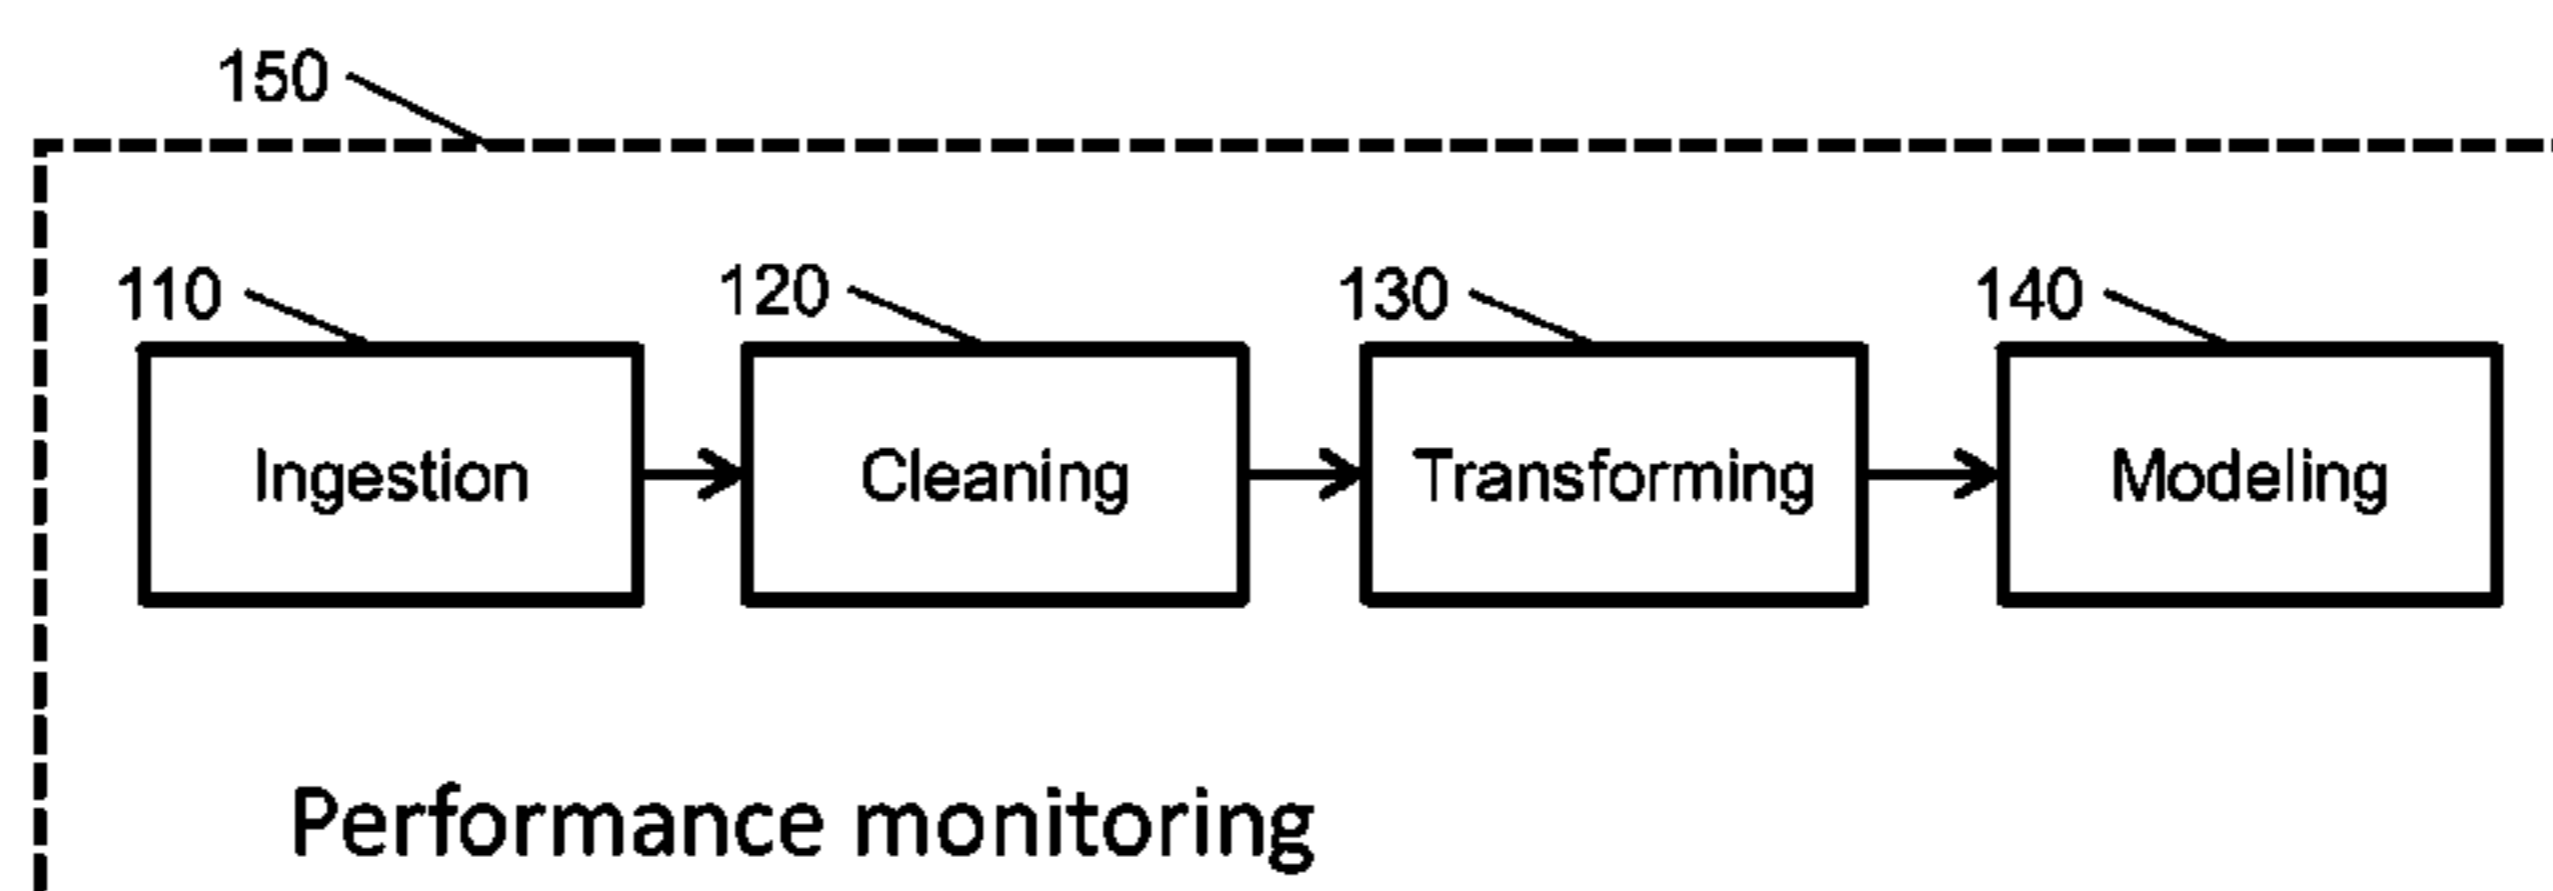 150
110
120
130
140
Ingestion
Cleaning
Transforming
Modeling
Performance monitoring